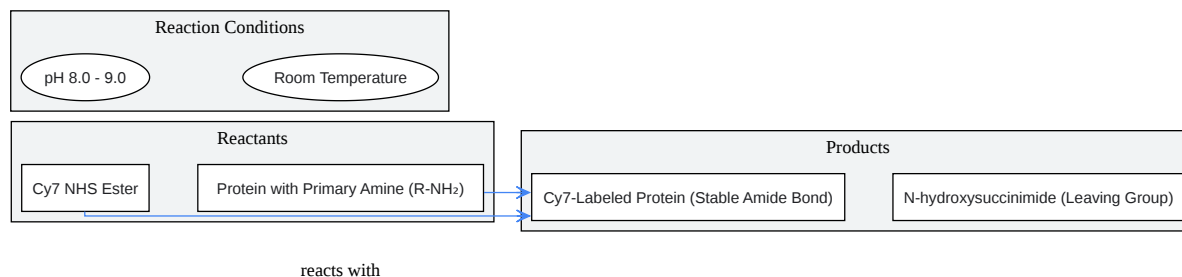 Reaction Conditions
pH 8.0 - 9.0
Room Temperature
Reactants
Cy7 NHS Ester
Protein with Primary Amine (R-NH₂)
Products
Cy7-Labeled Protein (Stable Amide Bond)
N-hydroxysuccinimide (Leaving Group)
reacts with